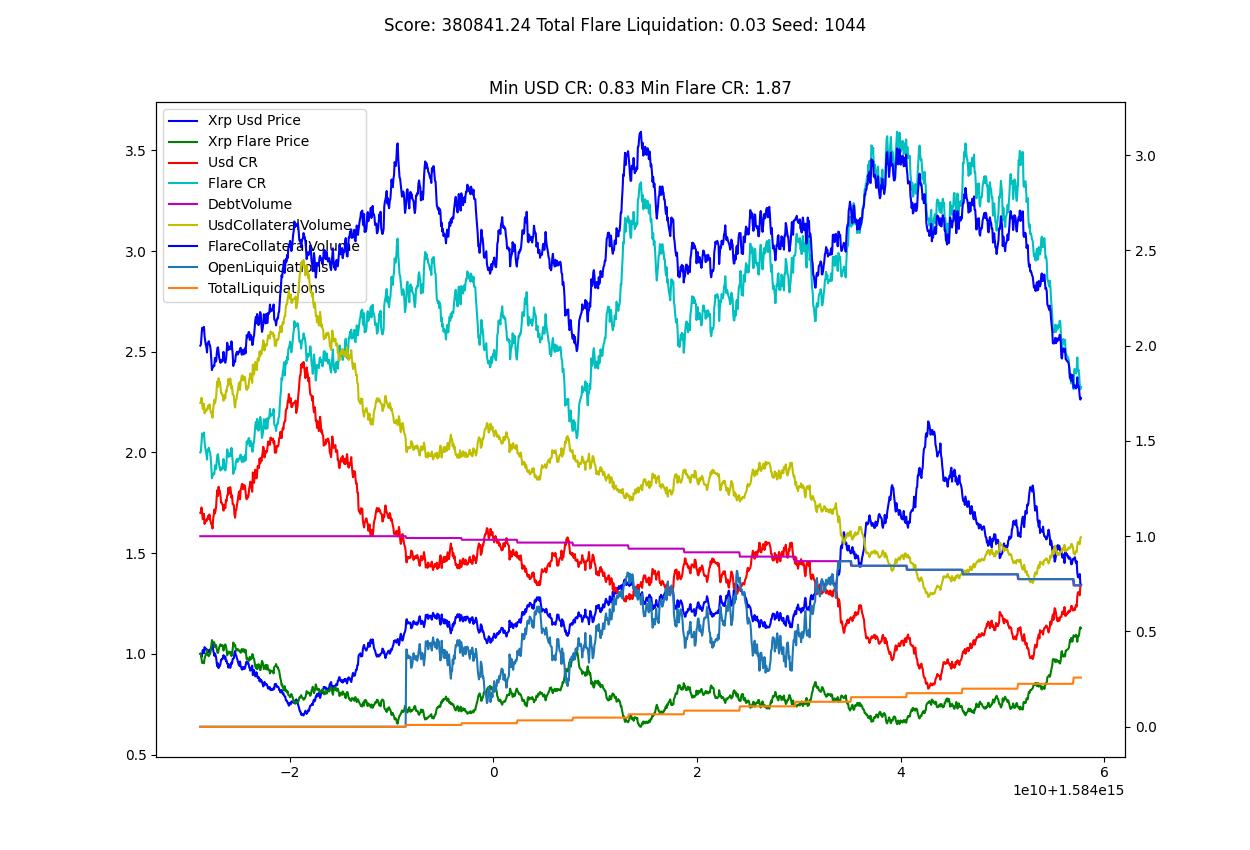 Score: 380841.24 Total Flare Liquidation: 0.03 Seed: 1044
Min USD CR: 0.83 Min Flare CR: 1.87
Xrp Usd Price
Xrp Flare Price
Usd CR
Flare CR
DebtVolume
UsdCollateralVolume
FlareCollateralVolume
OpenLiquidations
TotalLiquidations
3.5
3.0
2.5
2.0
1.5
1.0
0.5
3.0
2.5
2.0
1.5
1.0
0.5
0.0
−2 0 2 4 6
1e10+1.584e15